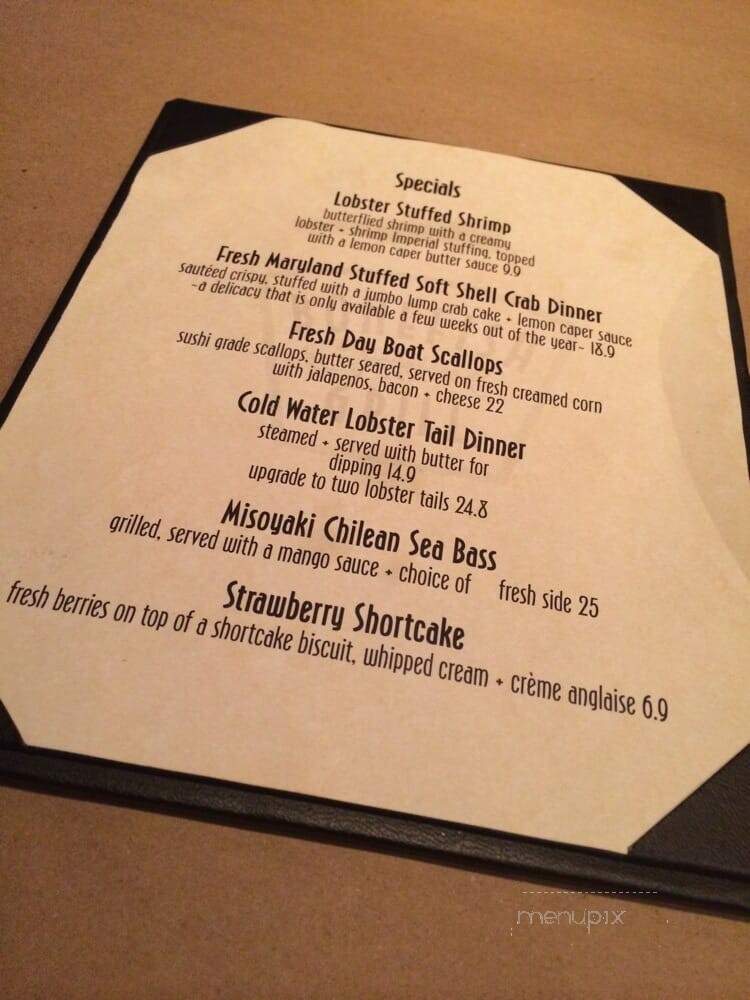 Specials
Lobster Stuffed Shrimp
butterflied shrimp with a creamy
lobster + shrimp Imperial stuffing, topped
with a lemon caper butter sauce 9.9
Fresh Maryland Stuffed Soft Shell Crab Dinner
sautéed crispy, stuffed with a jumbo lump crab cake + lemon caper sauce
~a delicacy that is only available a few weeks out of the year~ 18.9
Fresh Day Boat Scallops
sushi grade scallops, butter seared, served on fresh creamed corn
with jalapenos, bacon + cheese 22
Cold Water Lobster Tail Dinner
steamed + served with butter for
dipping 14.9
upgrade to two lobster tails 24.8
Misoyaki Chilean Sea Bass
grilled, served with a mango sauce + choice of fresh side 25
Strawberry Shortcake
fresh berries on top of a shortcake biscuit, whipped cream + crème anglaise 6.9
menupix